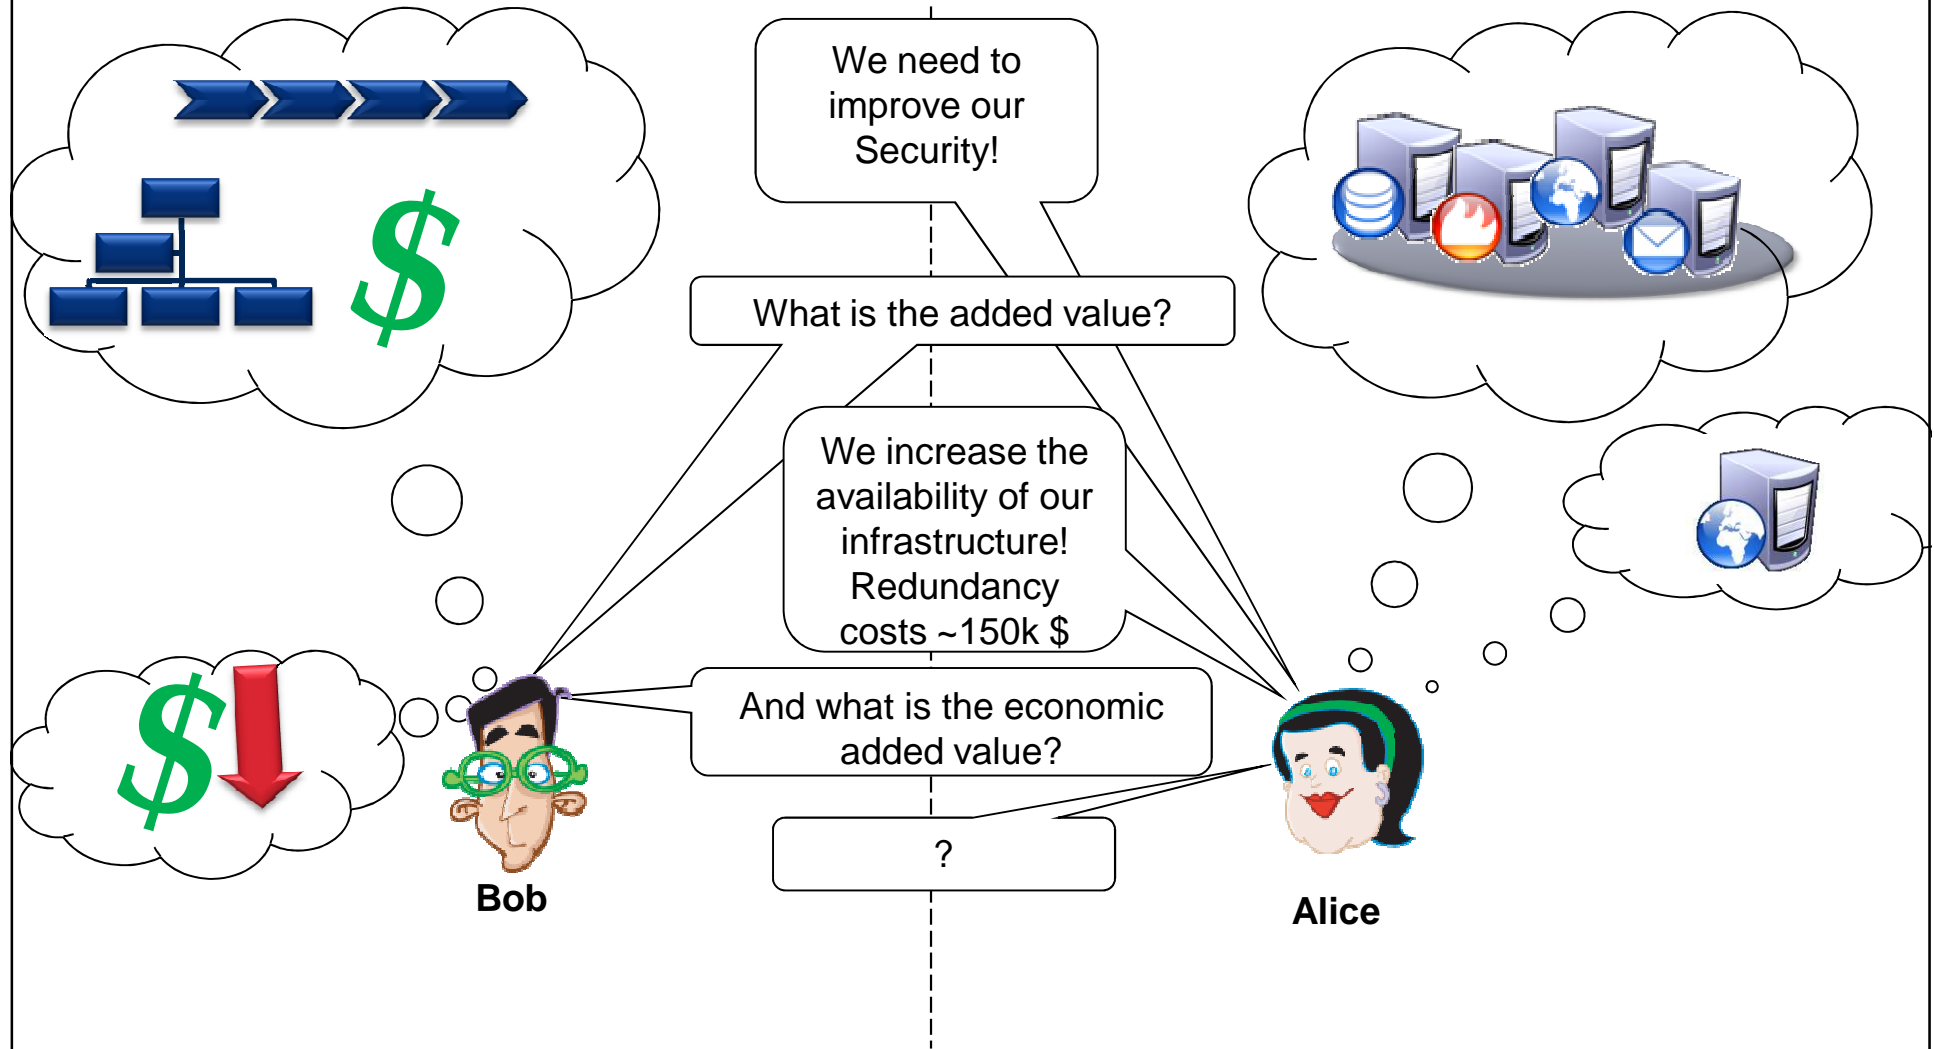 We need to
improve our
Security!
What is the added value?
We increase the
availability of our
infrastructure!
Redundancy
costs ~150k $
And what is the economic
added value?
?
$
$
Bob
Alice